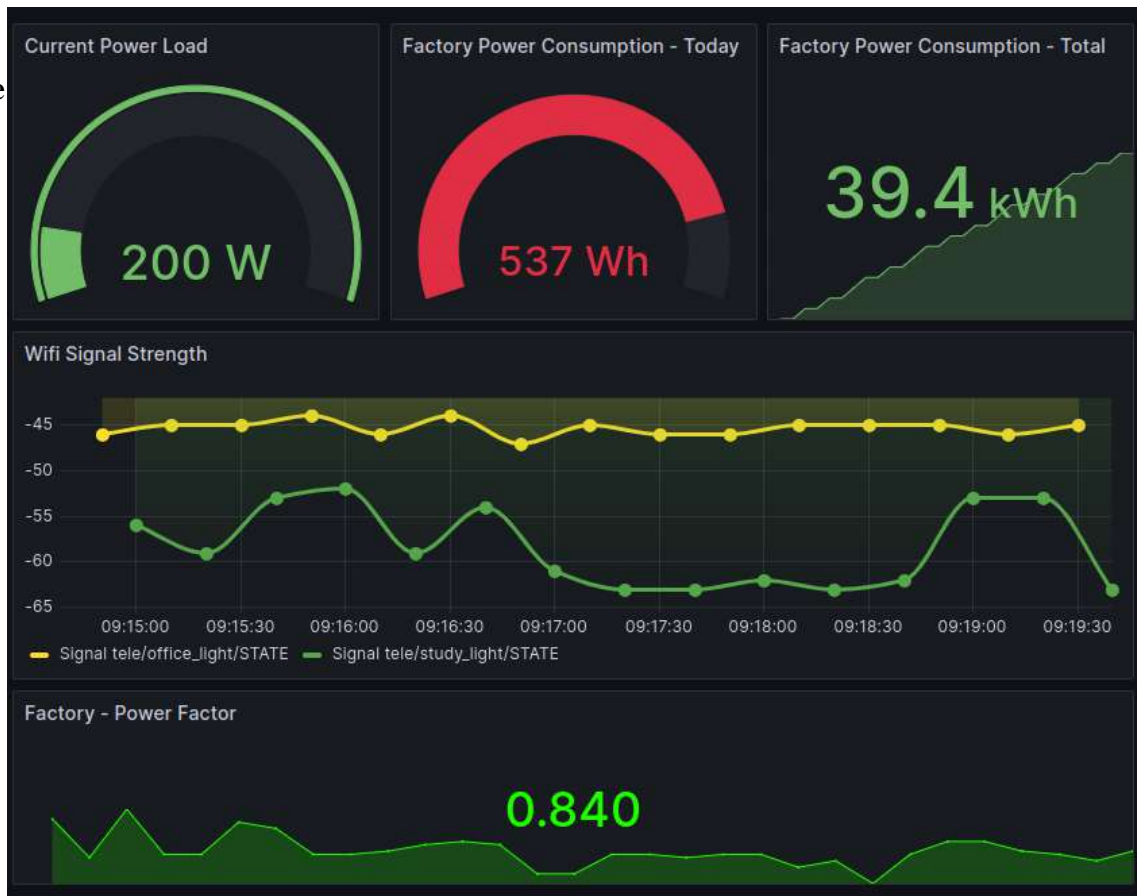 e
Current Power Load
Factory Power Consumption - Today
Factory Power Consumption - Total
200 W
537 Wh
39.4 kWh
Wifi Signal Strength
-45
-50
-55
-60
-65
09:15:00 09:15:30 09:16:00 09:16:30 09:17:00 09:17:30 09:18:00 09:18:30 09:19:00 09:19:30
Signal tele/office_light/STATE Signal tele/study_light/STATE
Factory - Power Factor
0.840